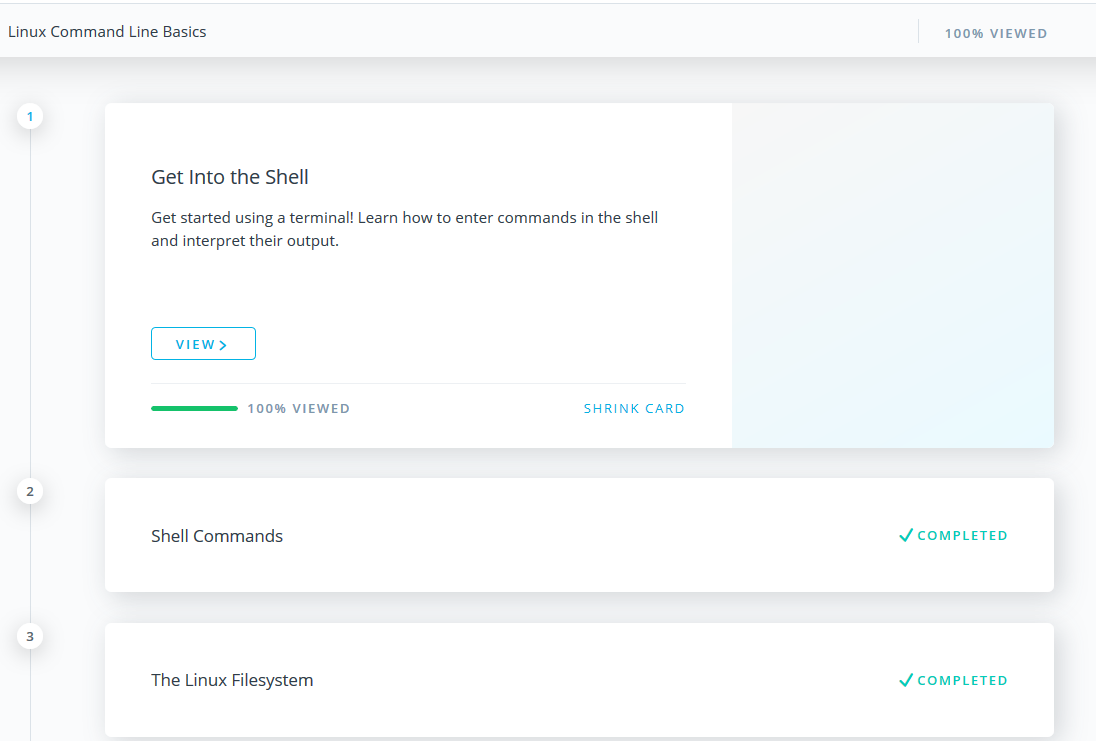 Linux Command Line Basics
100% VIEWED
1
Get Into the Shell
Get started using a terminal! Learn how to enter commands in the shell
and interpret their output.
VIEW
100% VIEWED
SHRINK CARD
2
Shell Commands
COMPLETED
3
The Linux Filesystem
COMPLETED